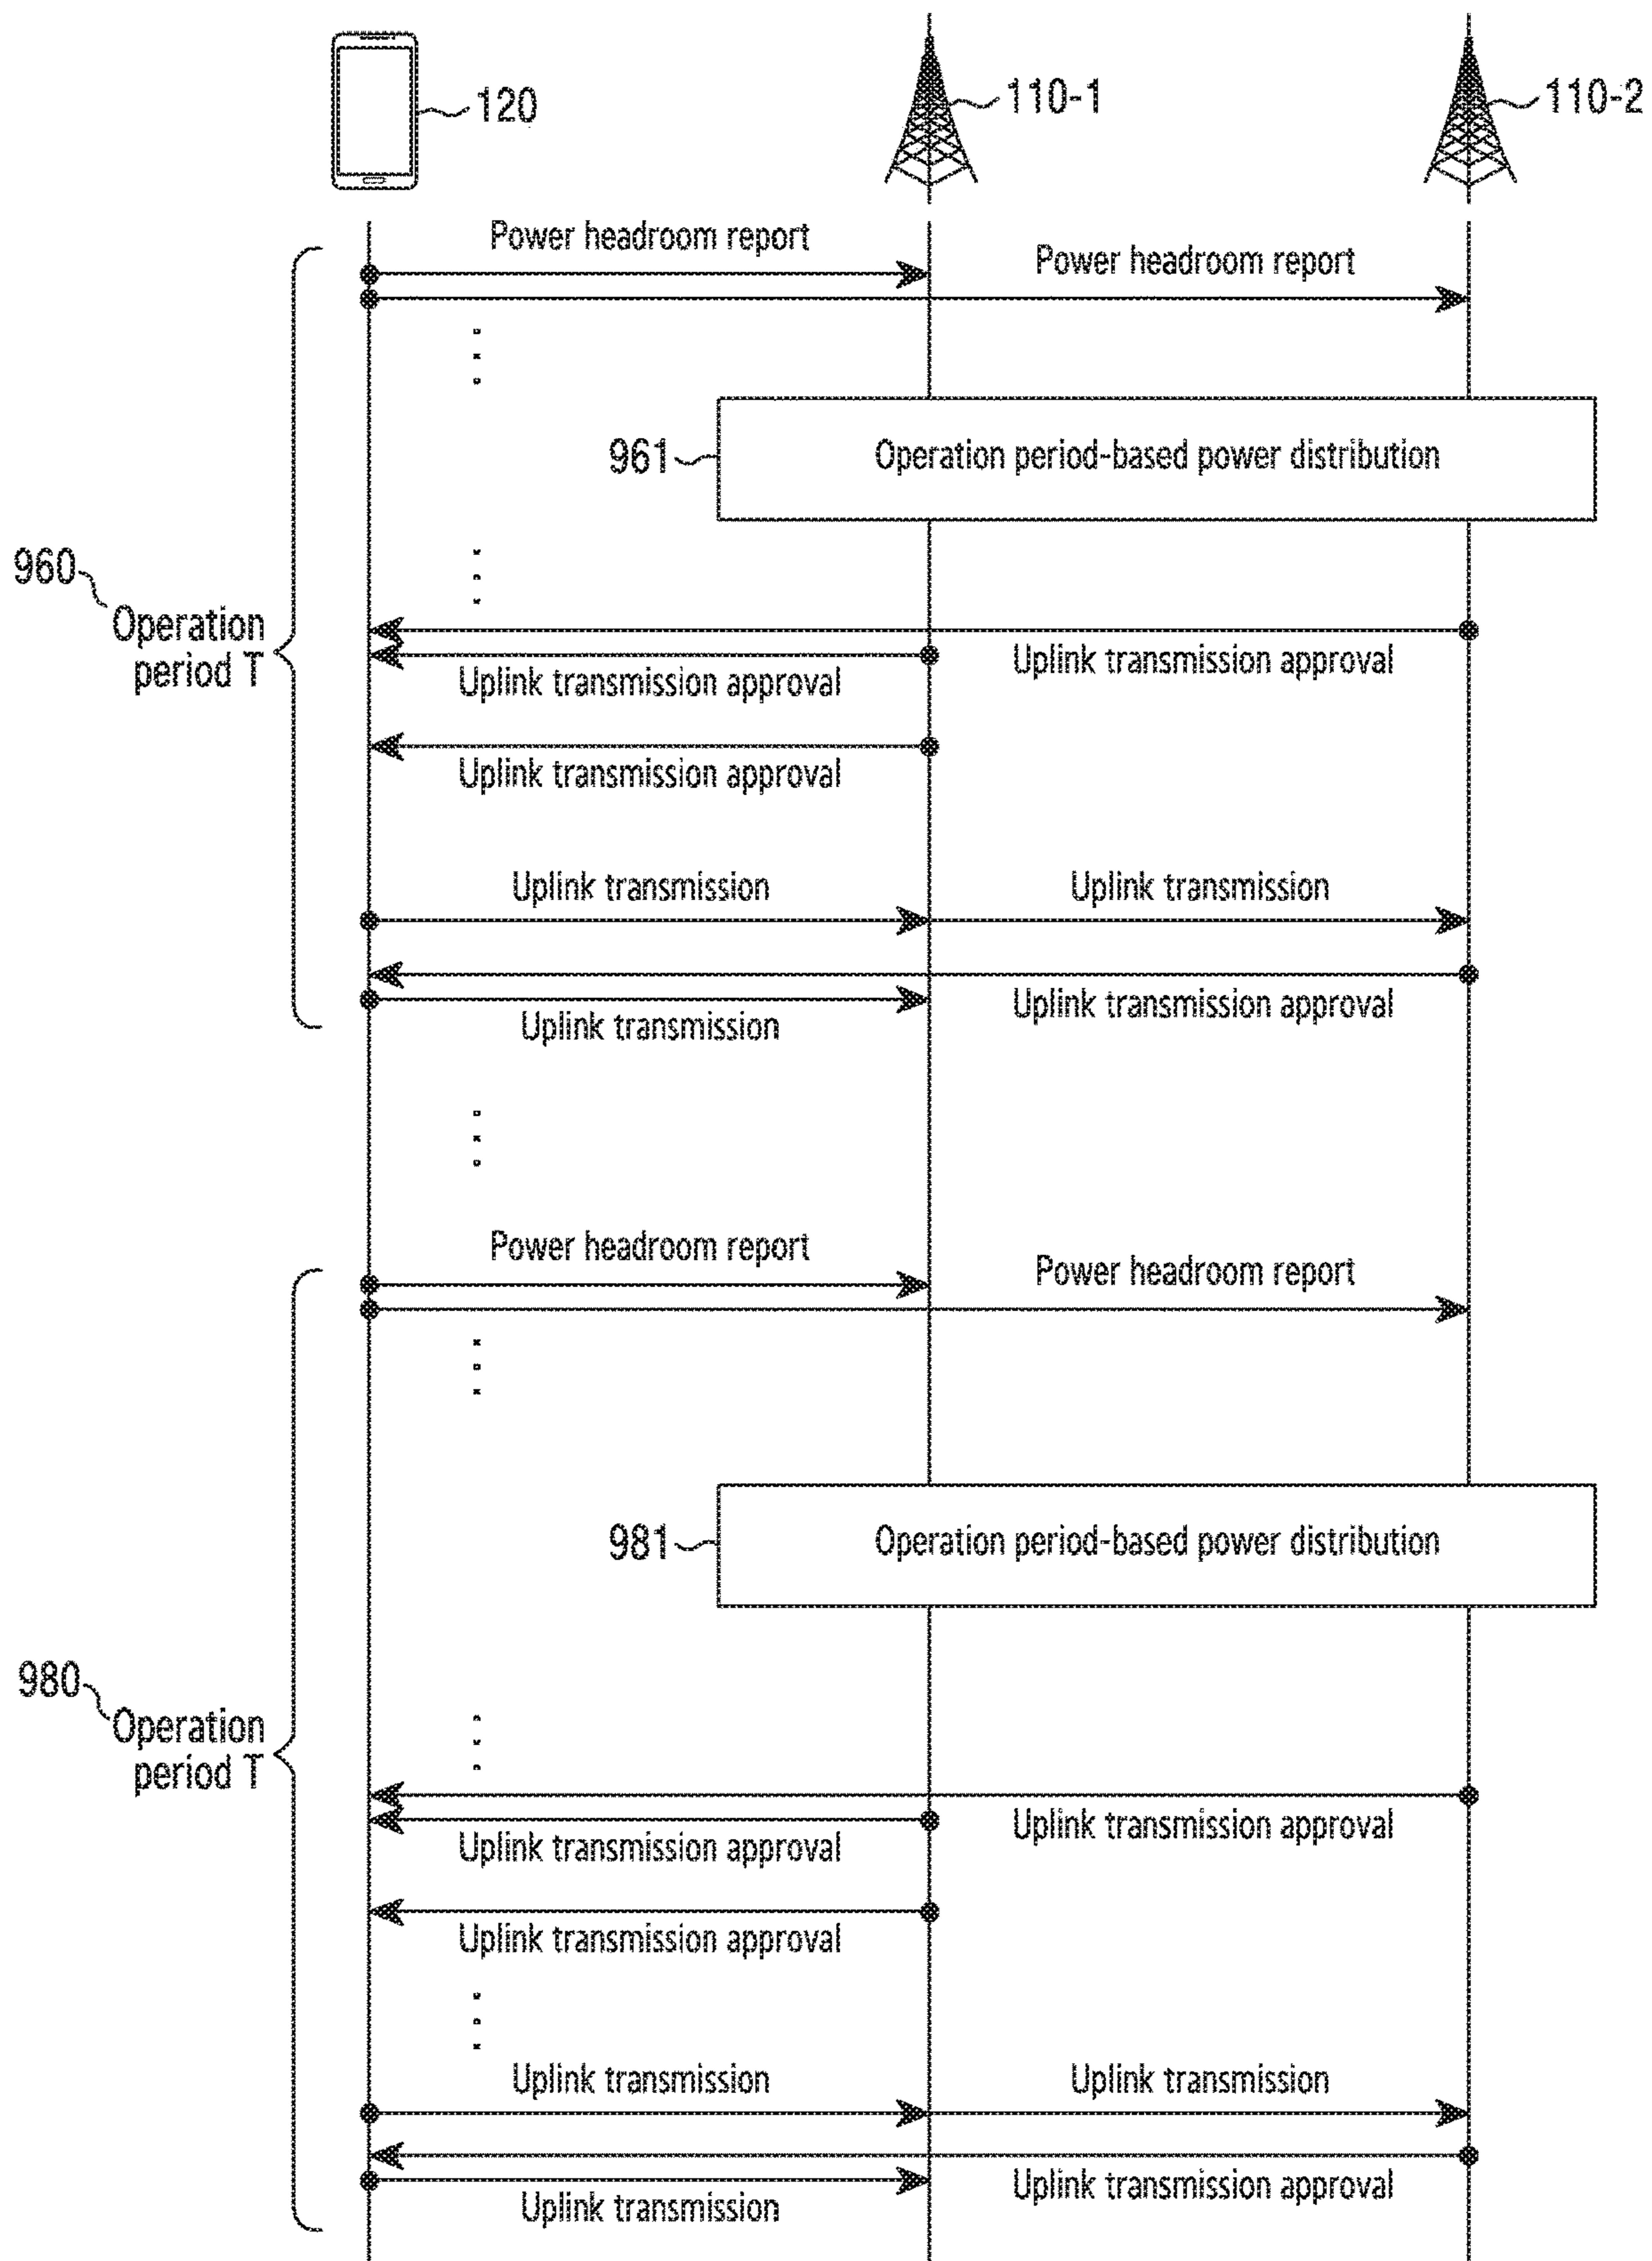 120
110-1
110-2
Power headroom report
Power headroom report
961
Operation period-based power distribution
960
Operation
period T
Uplink transmission approval
Uplink transmission approval
Uplink transmission approval
Uplink transmission
Uplink transmission
Uplink transmission approval
Uplink transmission
Power headroom report
Power headroom report
981
Operation period-based power distribution
980
Operation
period T
Uplink transmission approval
Uplink transmission approval
Uplink transmission approval
Uplink transmission
Uplink transmission
Uplink transmission approval
Uplink transmission